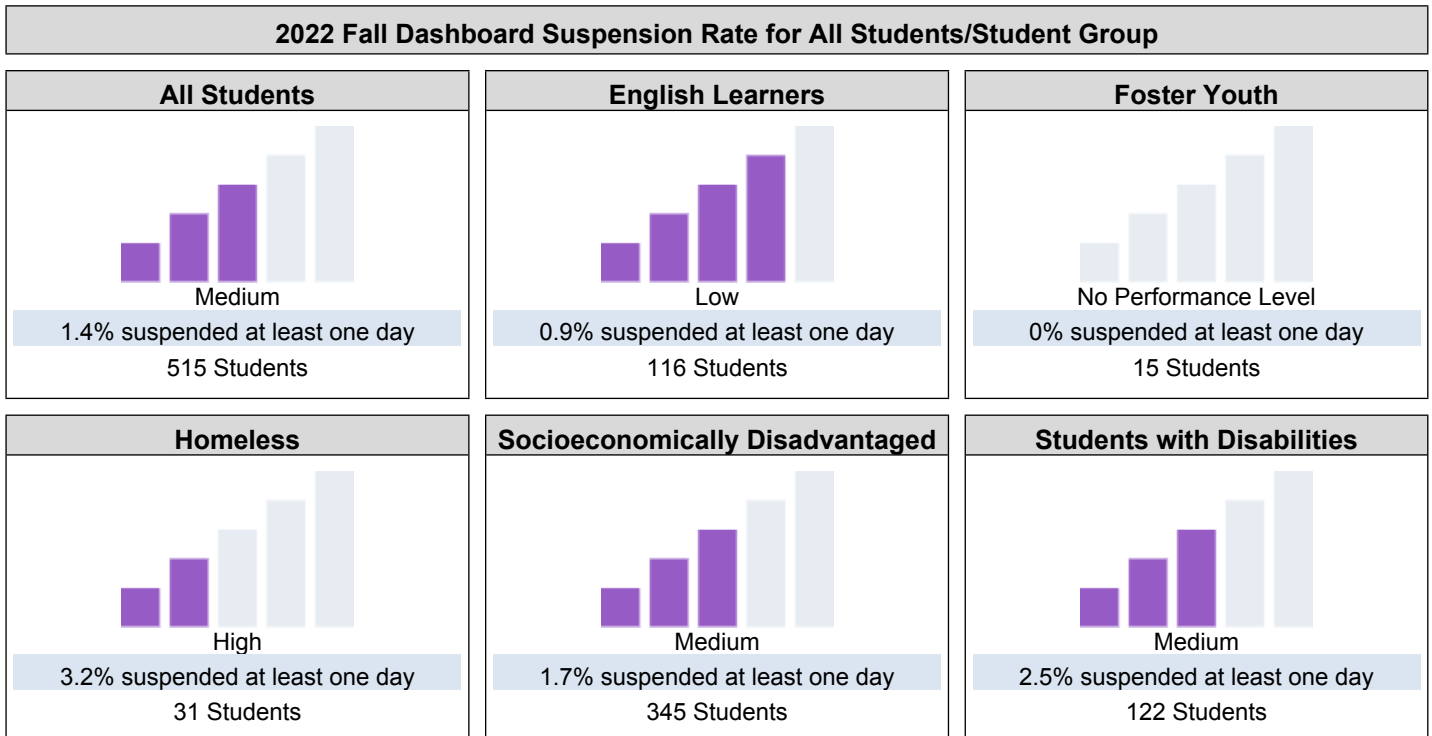 2022 Fall Dashboard Suspension Rate for All Students/Student Group
All Students
Medium
1.4% suspended at least one day
515 Students
English Learners
Low
0.9% suspended at least one day
116 Students
Foster Youth
No Performance Level
0% suspended at least one day
15 Students
Homeless
High
3.2% suspended at least one day
31 Students
Socioeconomically Disadvantaged
Medium
1.7% suspended at least one day
345 Students
Students with Disabilities
Medium
2.5% suspended at least one day
122 Students